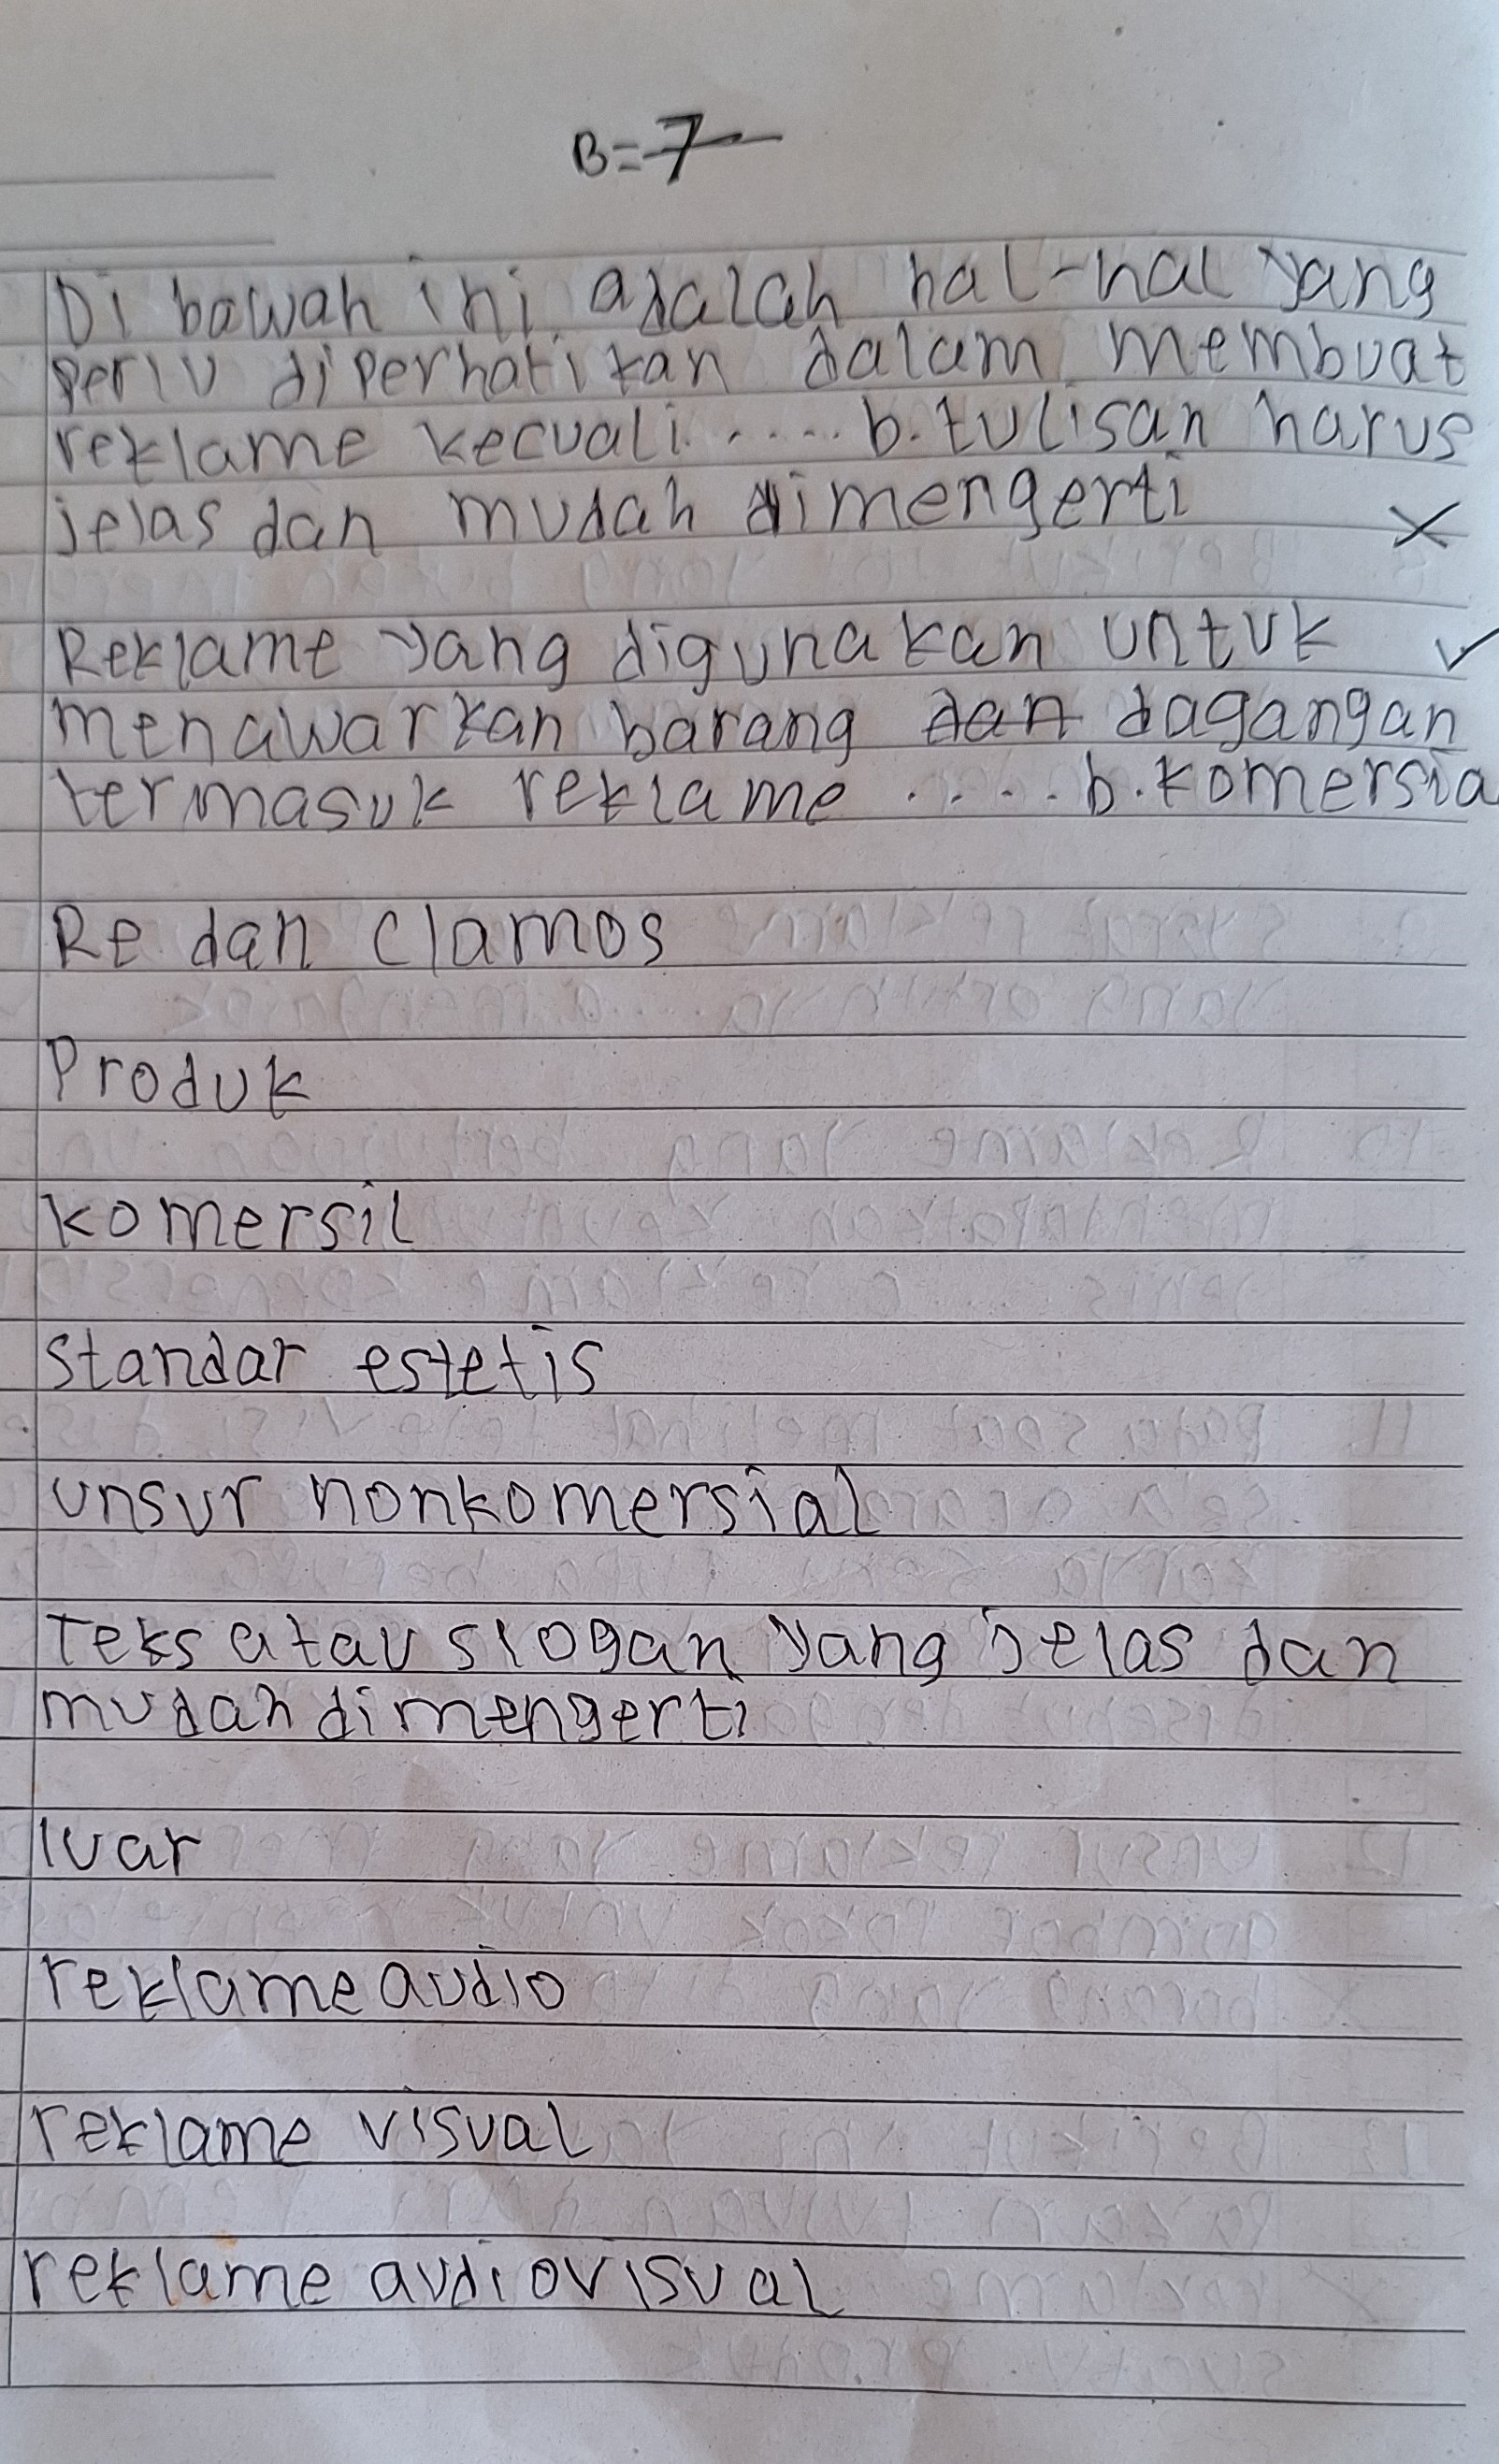 B=7
Di bawah ini adalah hal-hal yang
perlu diperhatikan dalam membuat
reklame kecuali.....b.tulisan harus
jelas dan mudah dimengerti
Reklame yang digunakan untuk
menawarkan barang dan dagangan
termasuk reklame ....b.komersia
Re dan clamos
Produk
komersil
standar estetis
unsur nonkomersial
Teks atau slogan yang jelas dan
mudah dimengerti
luar
reklame audio
reklame visual
reklame audiovisual